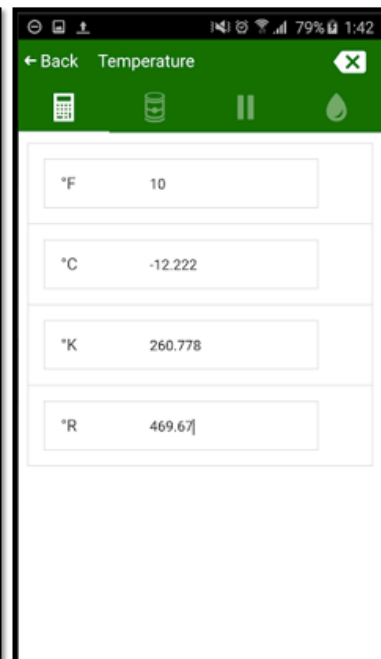 79% 1:42
← Back Temperature
°F 10
°C -12.222
°K 260.778
°R 469.67